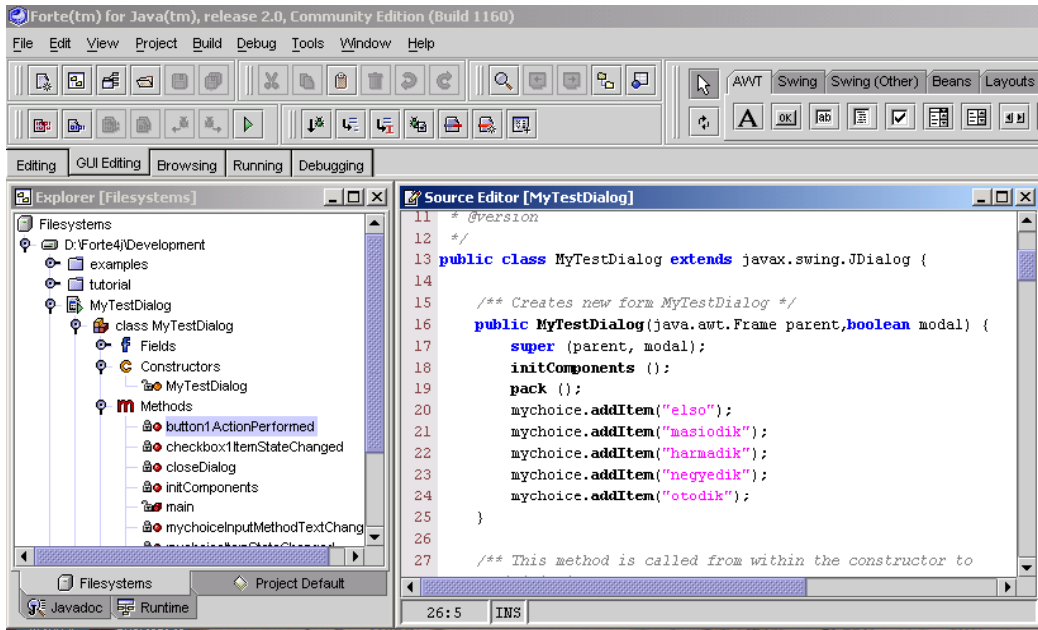 Forte(tm) for Java(tm), release 2.0, Community Edition (Build 1160)
File Edit View Project Build Debug Tools Window Help
AWT Swing Swing (Other) Beans Layouts
A OK ab
Editing GUI Editing Browsing Running Debugging
Explorer [Filesystems]
Filesystems
D:\Forte4j\Development
examples
tutorial
MyTestDialog
class MyTestDialog
f Fields
C Constructors
MyTestDialog
m Methods
button1ActionPerformed
checkbox1ItemStateChanged
closeDialog
initComponents
main
mychoiceInputMethodTextChang
Filesystems Project Default
Javadoc Runtime
Source Editor [MyTestDialog]
11 * @version
12 */
13 public class MyTestDialog extends javax.swing.JDialog {
14
15 /** Creates new form MyTestDialog */
16 public MyTestDialog(java.awt.Frame parent,boolean modal) {
17 super (parent, modal);
18 initComponents ();
19 pack ();
20 mychoice.addItem("elso");
21 mychoice.addItem("masiodik");
22 mychoice.addItem("harmadik");
23 mychoice.addItem("negyedik");
24 mychoice.addItem("otodik");
25 }
26
27 /** This method is called from within the constructor to
26:5 INS